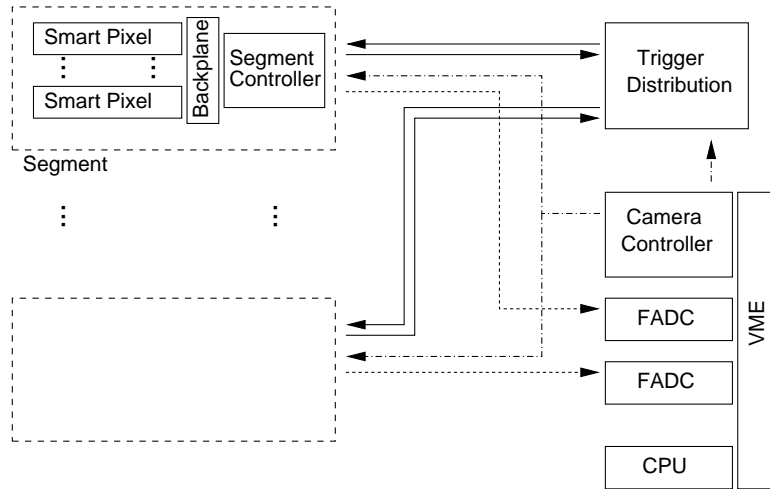 Smart Pixel
Smart Pixel
Backplane
Segment
Controller
Segment
Trigger
Distribution
Camera
Controller
FADC
FADC
CPU
VME